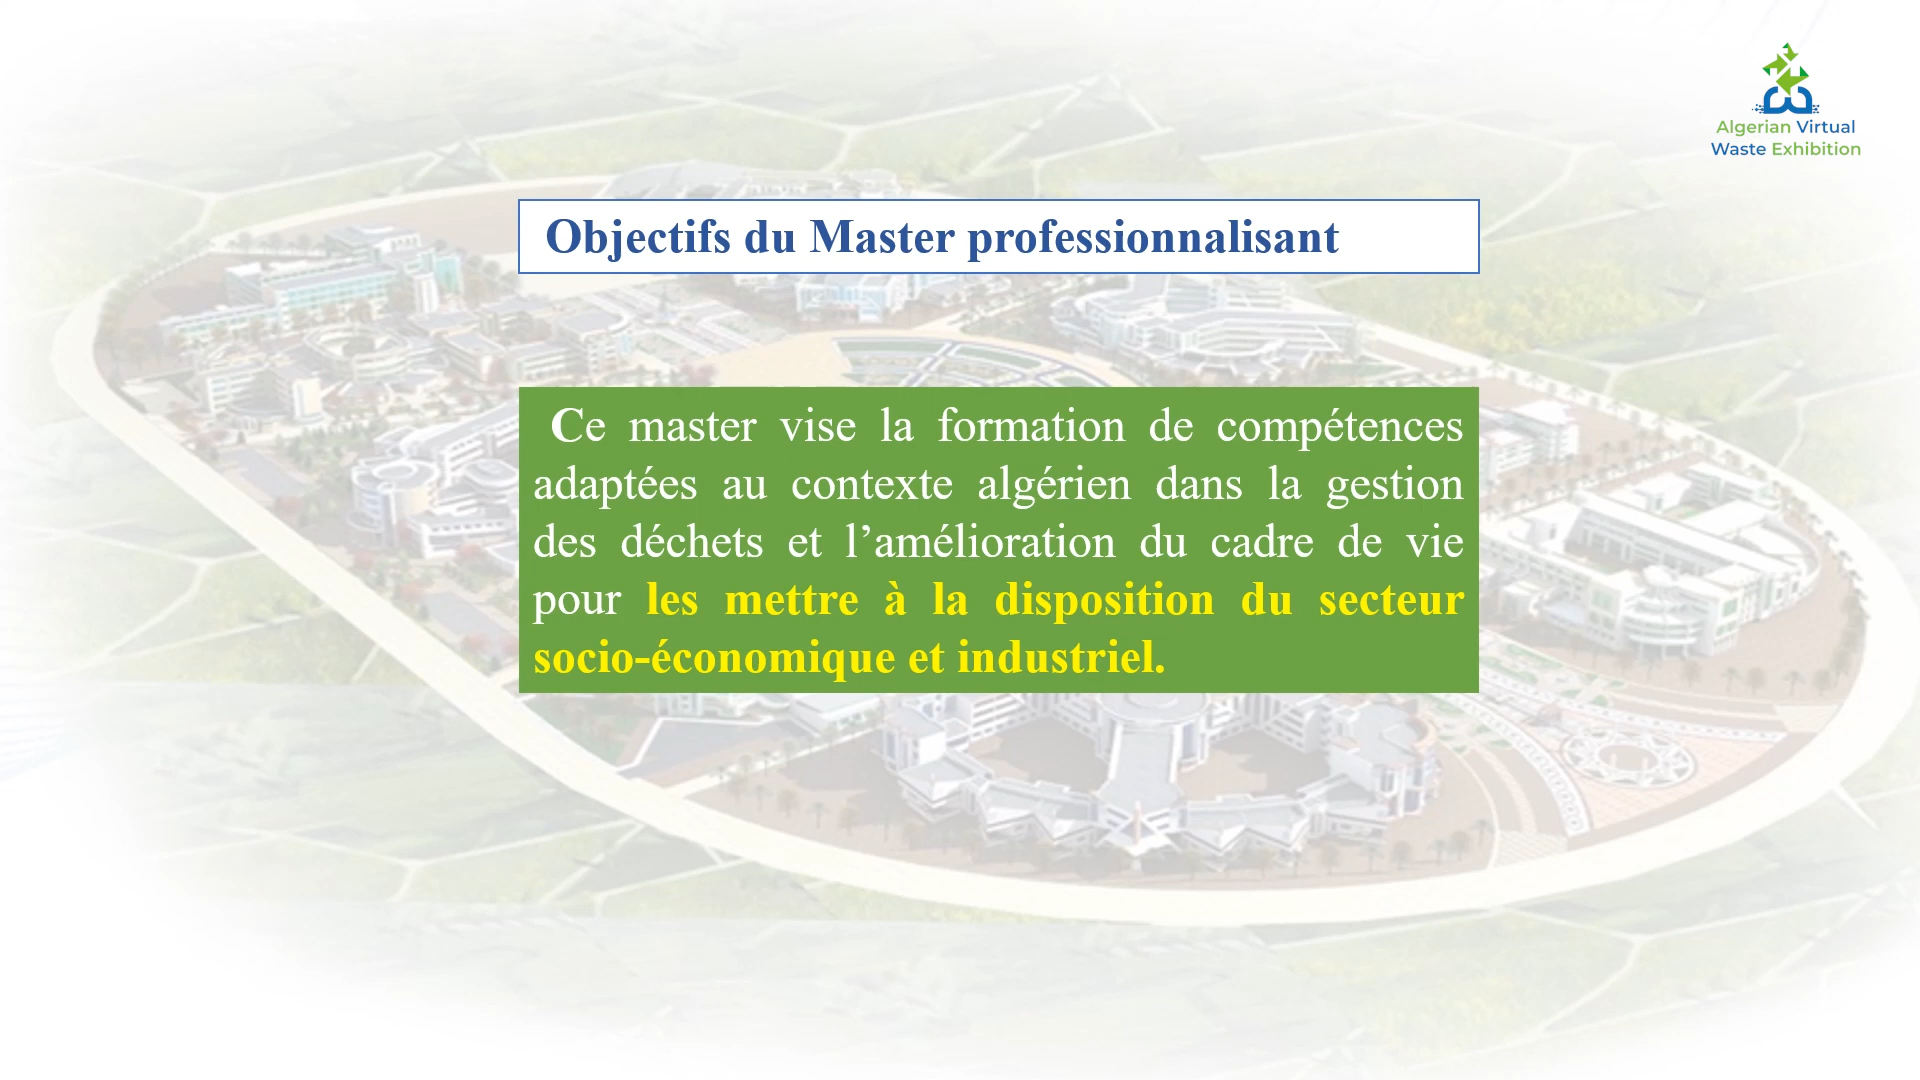 Algerian Virtual
Waste Exhibition
Objectifs du Master professionnalisant
Ce master vise la formation de compétences
adaptées au contexte algérien dans la gestion
des déchets et l’amélioration du cadre de vie
pour les mettre à la disposition du secteur
socio-économique et industriel.